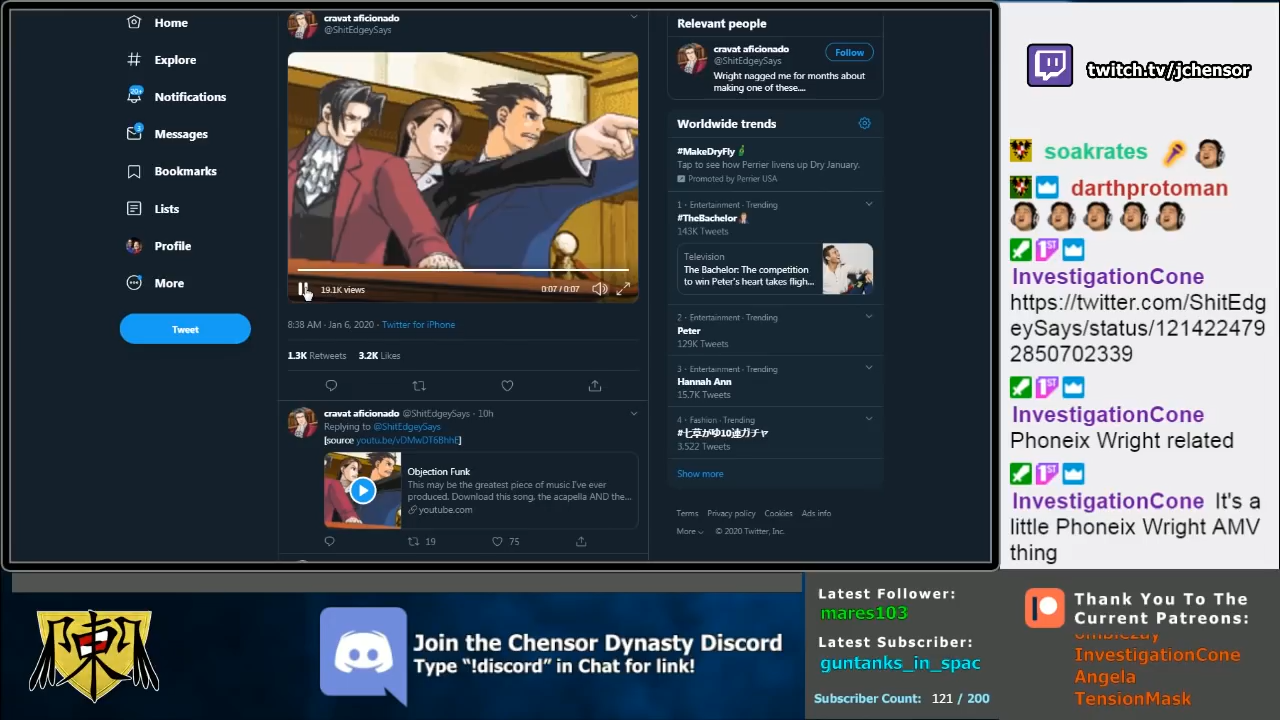 Home
Explore
20+
Notifications
Messages
Bookmarks
Lists
Profile
More
Tweet
cravat aficionado
@ShitEdgeySays
19.1K views
0:07 / 0:07
8:38 AM · Jan 6, 2020 · Twitter for iPhone
1.3K Retweets 3.2K Likes
cravat aficionado @ShitEdgeySays · 10h
Replying to @ShitEdgeySays
[source youtu.be/vDMwDT6BhhE]
Objection Funk
This may be the greatest piece of music I've ever
produced. Download this song, the acapella AND the...
youtube.com
19
75
Relevant people
cravat aficionado
@ShitEdgeySays
Follow
Wright nagged me for months about
making one of these....
Worldwide trends
#MakeDryFly
Tap to see how Perrier livens up Dry January.
Promoted by Perrier USA
1 · Entertainment · Trending
#TheBachelor
143K Tweets
Television
The Bachelor: The competition
to win Peter's heart takes fligh...
2 · Entertainment · Trending
Peter
129K Tweets
3 · Entertainment · Trending
Hannah Ann
15.7K Tweets
4 · Fashion · Trending
#七草がゆ10連ガチャ
3,522 Tweets
Show more
Terms Privacy policy Cookies Ads info
More © 2020 Twitter, Inc.
twitch.tv/jchensor
soakrates
darthprotoman
InvestigationCone
https://twitter.com/ShitEdg
eySays/status/121422479
2850702339
InvestigationCone
Phoneix Wright related
InvestigationCone It's a
little Phoneix Wright AMV
thing
Join the Chensor Dynasty Discord
Type "!discord" in Chat for link!
Latest Follower:
mares103
Latest Subscriber:
guntanks_in_spac
Subscriber Count: 121 / 200
Thank You To The
Current Patreons:
InvestigationCone
Angela
TensionMask